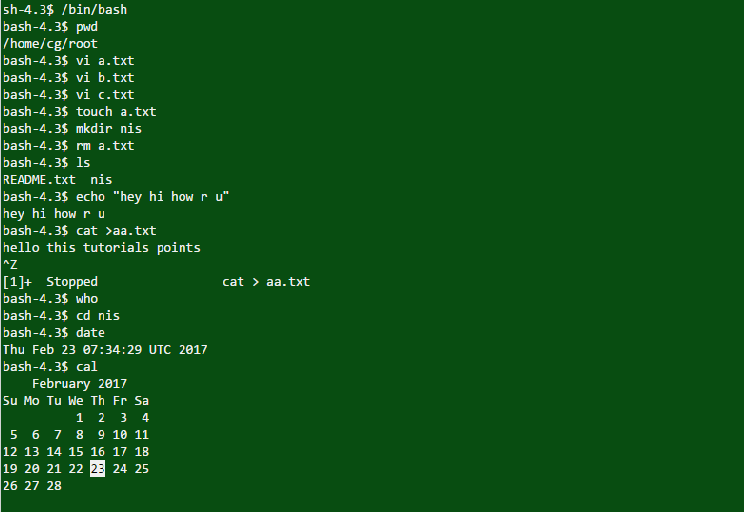 sh-4.3$ /bin/bash
bash-4.3$ pwd
/home/cg/root
bash-4.3$ vi a.txt
bash-4.3$ vi b.txt
bash-4.3$ vi c.txt
bash-4.3$ touch a.txt
bash-4.3$ mkdir nis
bash-4.3$ rm a.txt
bash-4.3$ ls
README.txt  nis
bash-4.3$ echo "hey hi how r u"
hey hi how r u
bash-4.3$ cat >aa.txt
hello this tutorials points
^Z
[1]+  Stopped                 cat > aa.txt
bash-4.3$ who
bash-4.3$ cd nis
bash-4.3$ date
Thu Feb 23 07:34:29 UTC 2017
bash-4.3$ cal
    February 2017
Su Mo Tu We Th Fr Sa
          1  2  3  4
 5  6  7  8  9 10 11
12 13 14 15 16 17 18
19 20 21 22 23 24 25
26 27 28